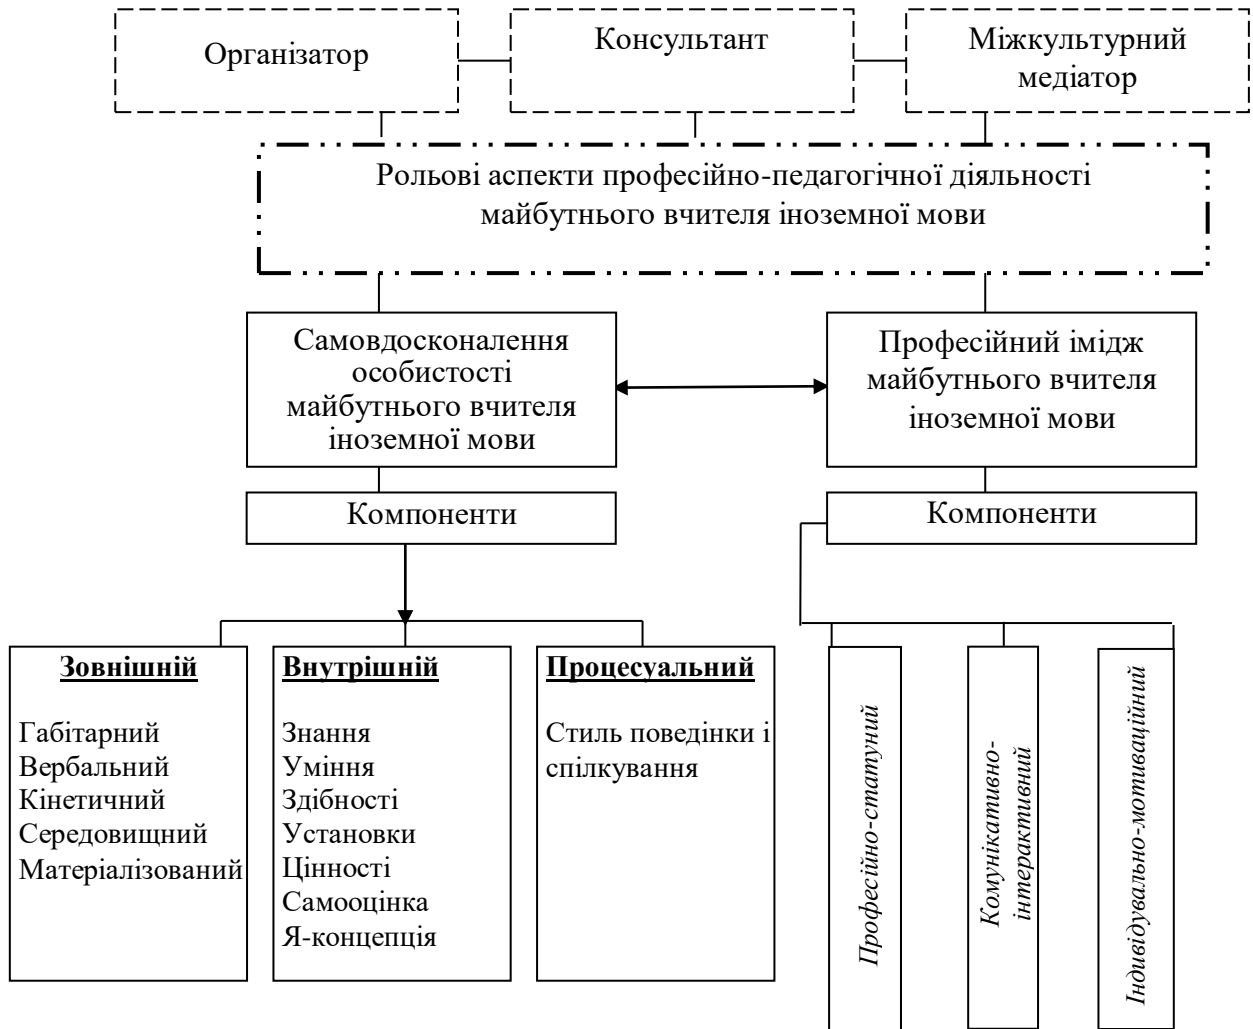 Організатор
Консультант
Міжкультурний
медіатор
Рольові аспекти професійно-педагогічної діяльності
майбутнього вчителя іноземної мови
Самовдосконалення
особистості
майбутнього вчителя
іноземної мови
Професійний імідж
майбутнього вчителя
іноземної мови
Компоненти
Компоненти
Зовнішній
Габітарний
Вербальний
Кінетичний
Середовищний
Матеріалізований
Внутрішній
Знання
Уміння
Здібності
Установки
Цінності
Самооцінка
Я-концепція
Процесуальний
Стиль поведінки і
спілкування
Професійно-статуний
Комунікативно-
інтерактивний
Індивідувально-мотиваційний